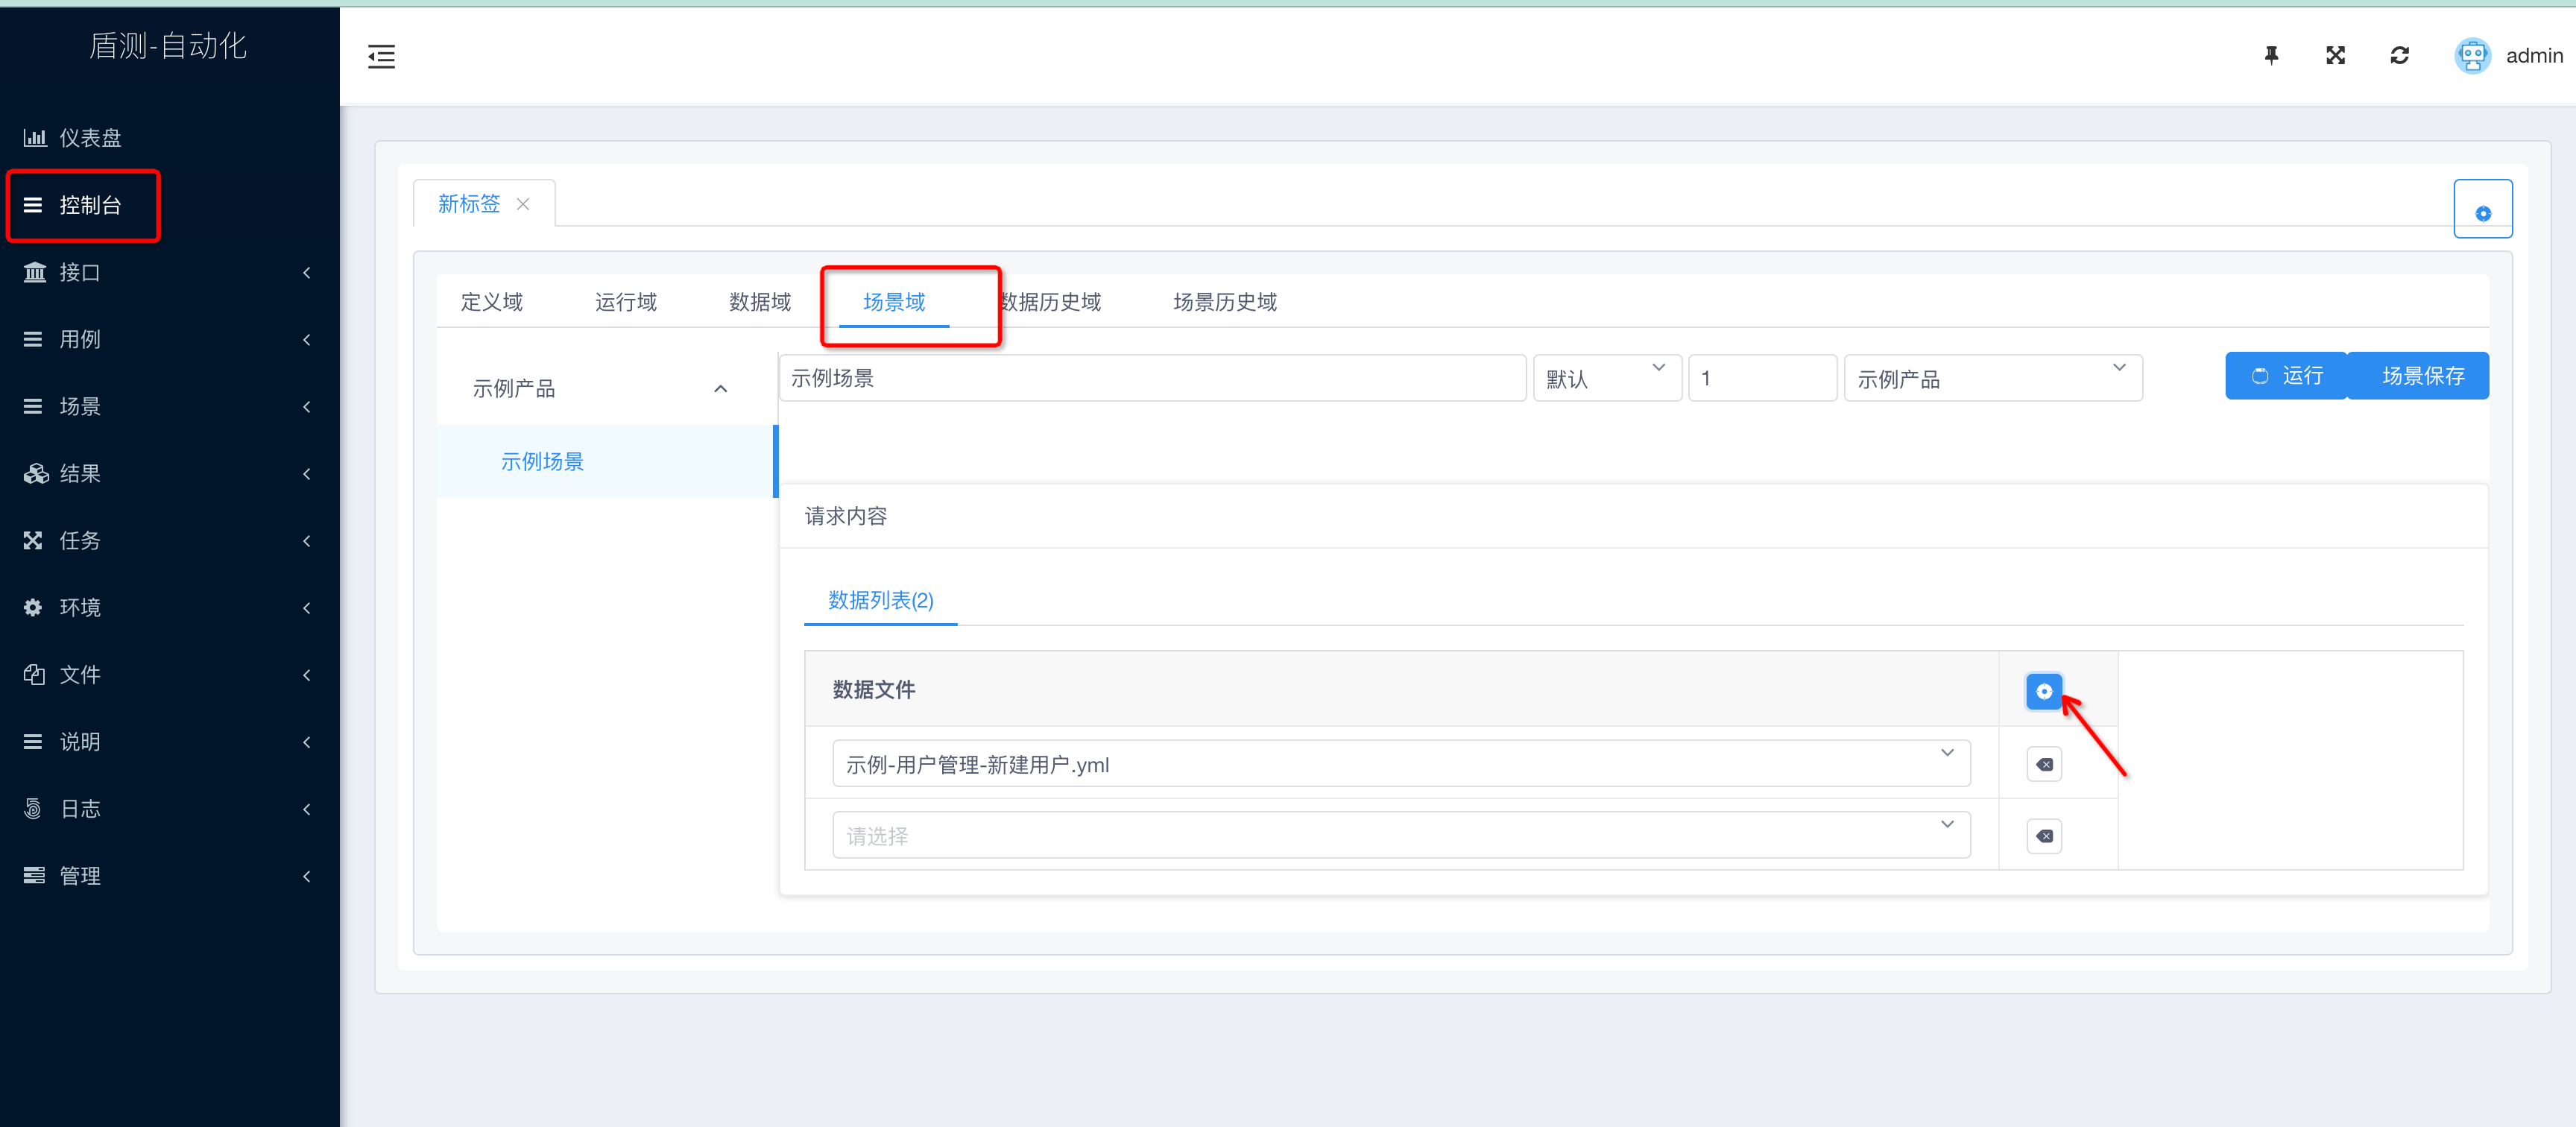 盾测-自动化
admin
仪表盘
控制台
接口
用例
场景
结果
任务
环境
文件
说明
日志
管理
新标签
定义域 运行域 数据域 场景域 数据历史域 场景历史域
示例产品
示例场景
示例场景 默认 1 示例产品 运行 场景保存
请求内容
数据列表(2)
数据文件
示例-用户管理-新建用户.yml
请选择